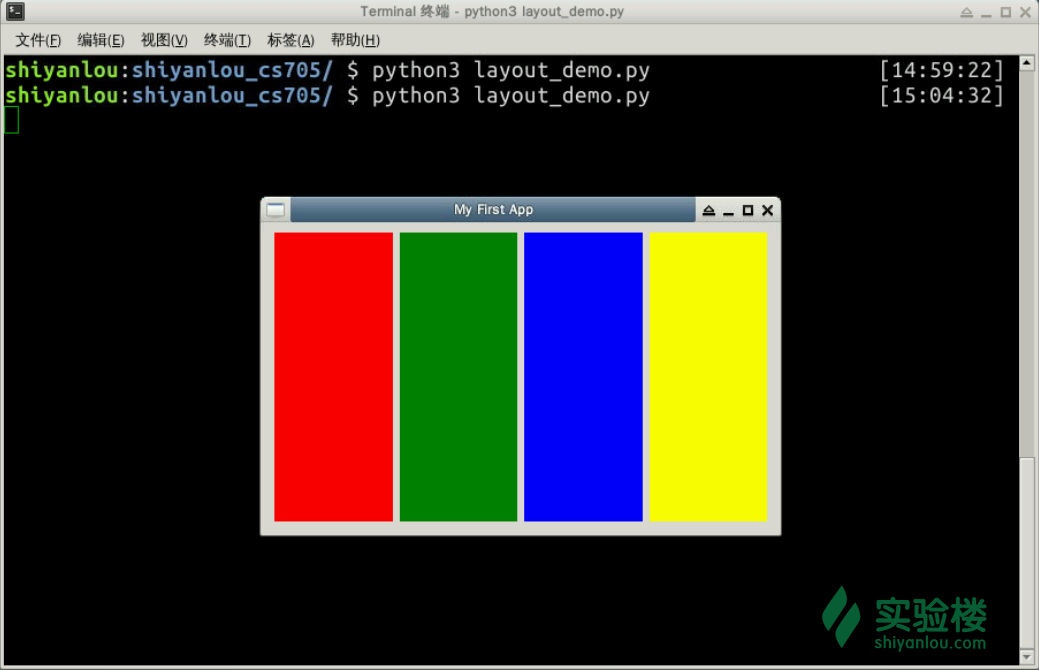 Terminal 终端 - python3 layout_demo.py
文件(F) 编辑(E) 视图(V) 终端(T) 标签(A) 帮助(H)
shiyanlou:shiyanlou_cs705/ $ python3 layout_demo.py [14:59:22]
shiyanlou:shiyanlou_cs705/ $ python3 layout_demo.py [15:04:32]
My First App
实验楼
shiyanlou.com